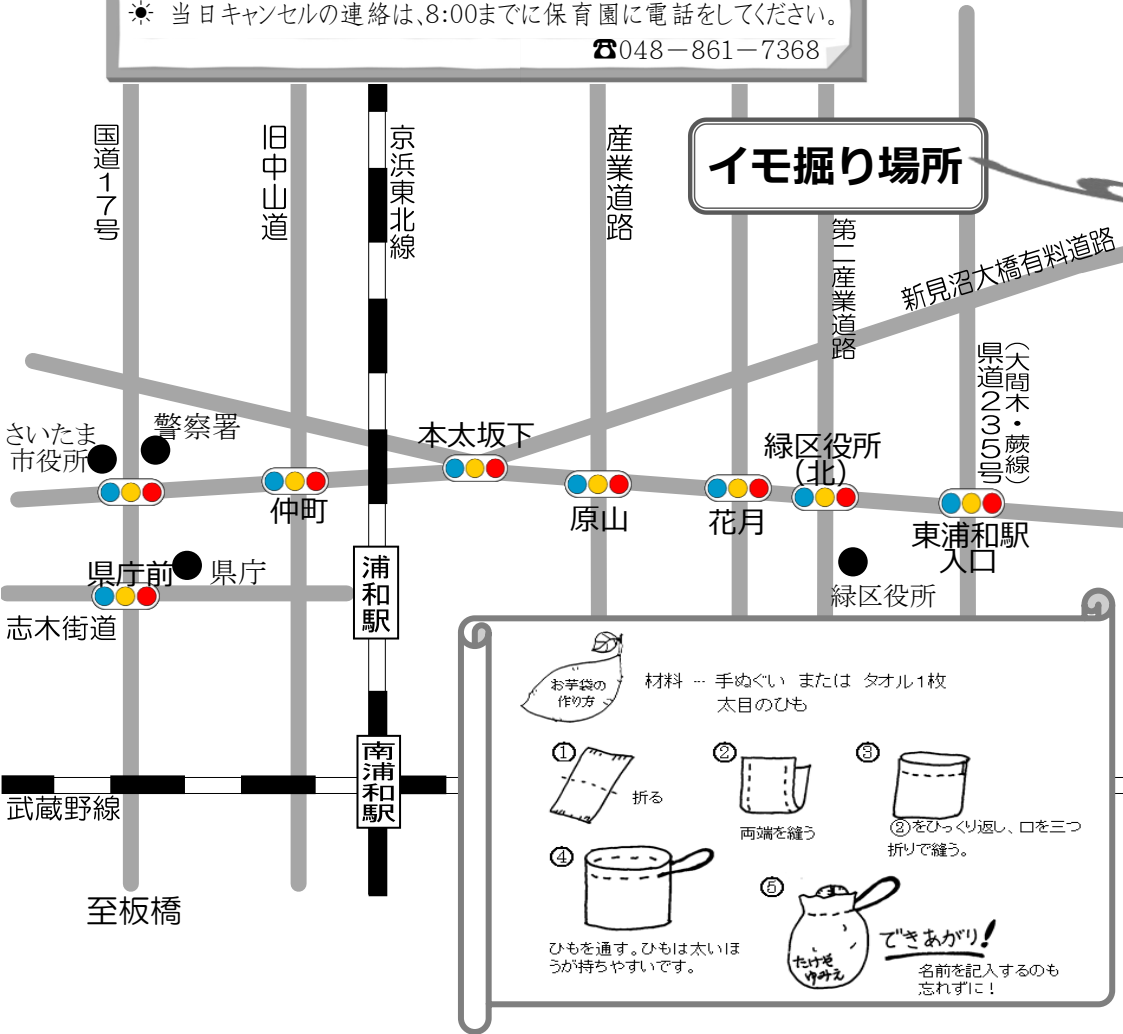 ☀ 当日キャンセルの連絡は、8:00までに保育園に電話をしてください。
☎048－861－7368
国道１７号
旧中山道
京浜東北線
産業道路
イモ掘り場所
第二産業道路
新見沼大橋有料道路
（大間木・蕨線）
県道２３５号
さいたま
市役所
警察署
本太坂下
緑区役所
（北）
仲町
原山
花月
東浦和駅
入口
県庁前
県庁
浦和駅
緑区役所
志木街道
南浦和駅
武蔵野線
至板橋
お芋袋の
作り方
材料 … 手ぬぐい または タオル１枚
太目のひも
①
折る
②
両端を縫う
③
②をひっくり返し、口を三つ
折りで縫う。
④
ひもを通す。ひもは太いほ
うが持ちやすいです。
⑤
たけぞ
ゆみえ
できあがり！
名前を記入するのも
忘れずに！